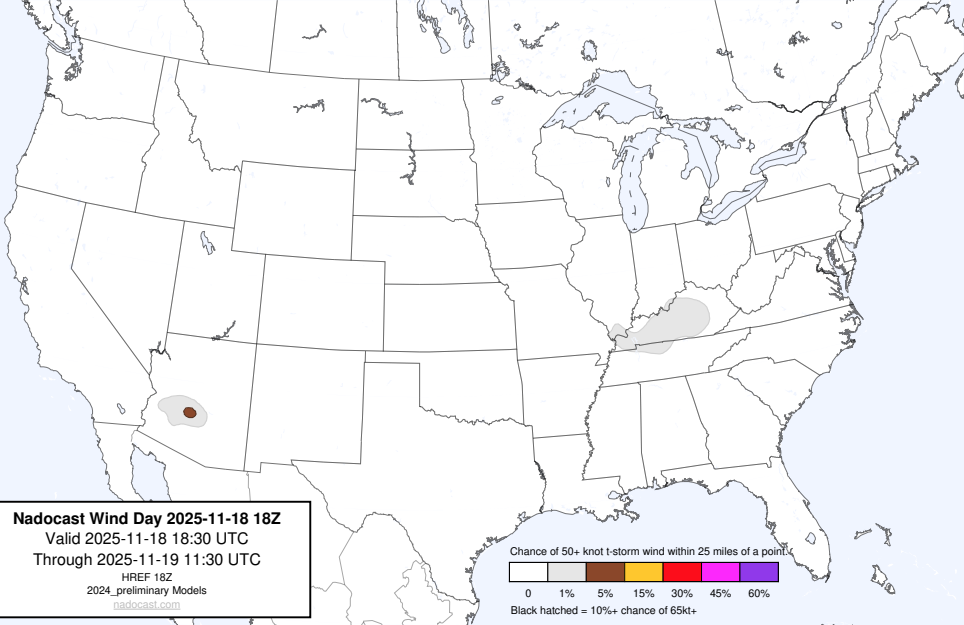 Nadocast Wind Day 2025-11-18 18Z
Valid 2025-11-18 18:30 UTC
Through 2025-11-19 11:30 UTC
HREF 18Z
2024_preliminary Models
nadocast.com
Chance of 50+ knot t-storm wind within 25 miles of a point.
0 1% 5% 15% 30% 45% 60%
Black hatched = 10%+ chance of 65kt+